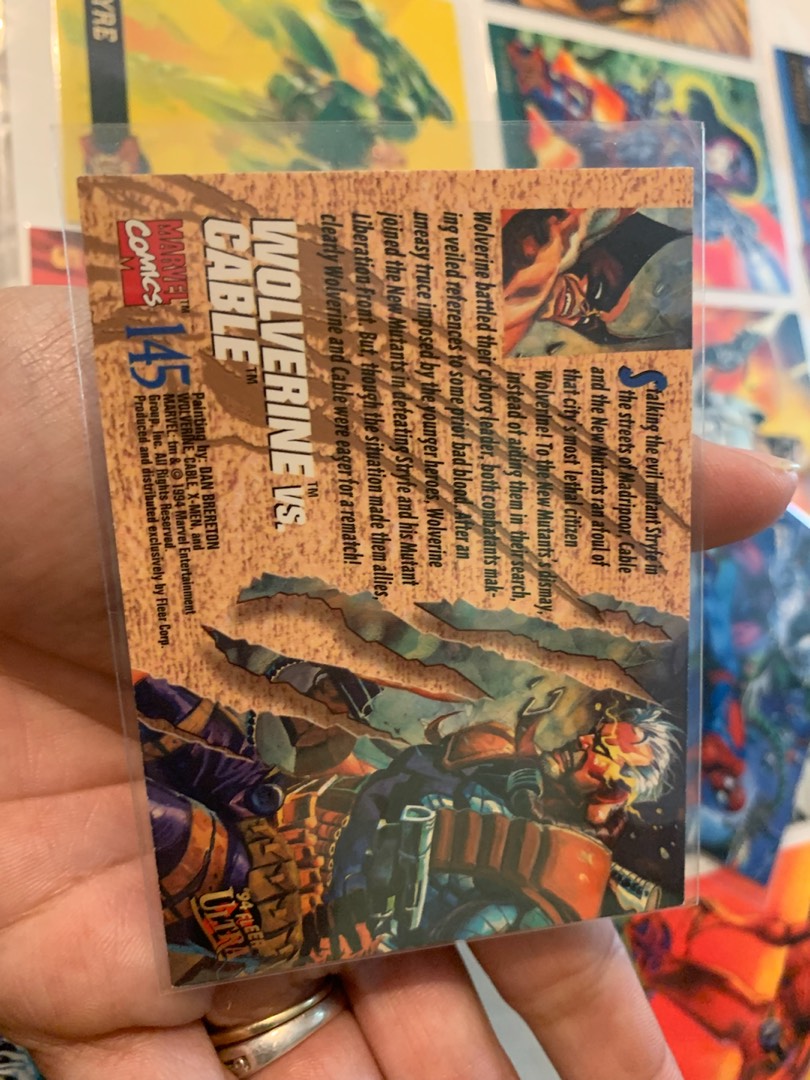 Stalking the evil mutant Stryfe in
the streets of Madripoor, Cable
and the New Mutants ran afoul of
that city's most lethal citizen
Wolverine! To the New Mutants' dismay,
instead of aiding them in their search,
Wolverine battled their cyborg leader, both combatants mak-
ing veiled references to some prior bad blood. After an
uneasy truce imposed by the younger heroes, Wolverine
joined the New Mutants in defeating Stryfe and his Mutant
Liberation Front. But, though the situation made them allies,
clearly Wolverine and Cable were eager for a rematch!
WOLVERINE™ VS.
CABLE™
MARVEL™
COMICS
145
Painting by: DAN BRERETON
WOLVERINE, CABLE, X-MEN, and
MARVEL: tm & © 1994 Marvel Entertainment
Group, Inc. All Rights Reserved.
Produced and distributed exclusively by Fleer Corp.
'94 FLEER
ULTRA
YRE